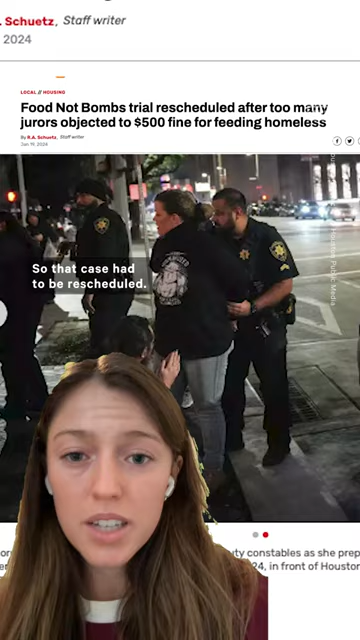 . Schuetz, Staff writer
2024
LOCAL // HOUSING
Food Not Bombs trial rescheduled after too many
jurors objected to $500 fine for feeding homeless
By R.A. Schuetz, Staff writer
Jan 19, 2024
Public Media
So that case had
to be rescheduled.
uty constables as she prep
24, in front of Houston